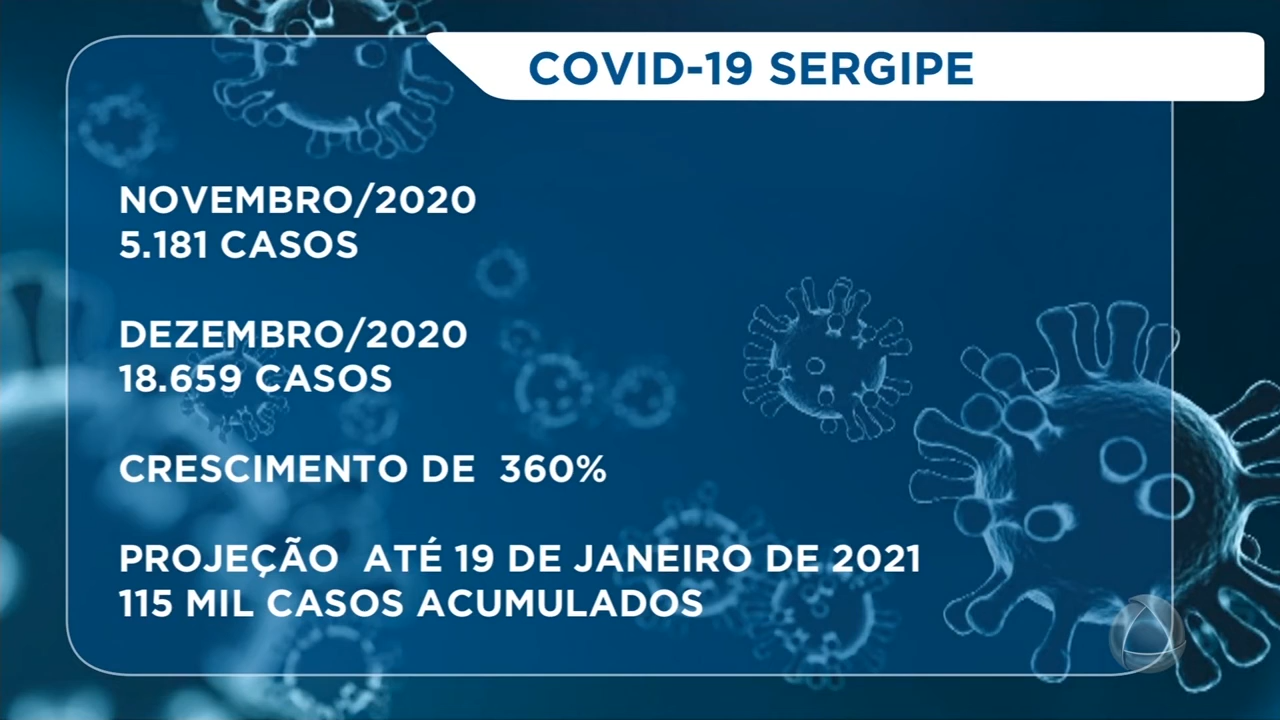 COVID-19 SERGIPE
NOVEMBRO/2020
5.181 CASOS
DEZEMBRO/2020
18.659 CASOS
CRESCIMENTO DE 360%
PROJEÇÃO ATÉ 19 DE JANEIRO DE 2021
115 MIL CASOS ACUMULADOS